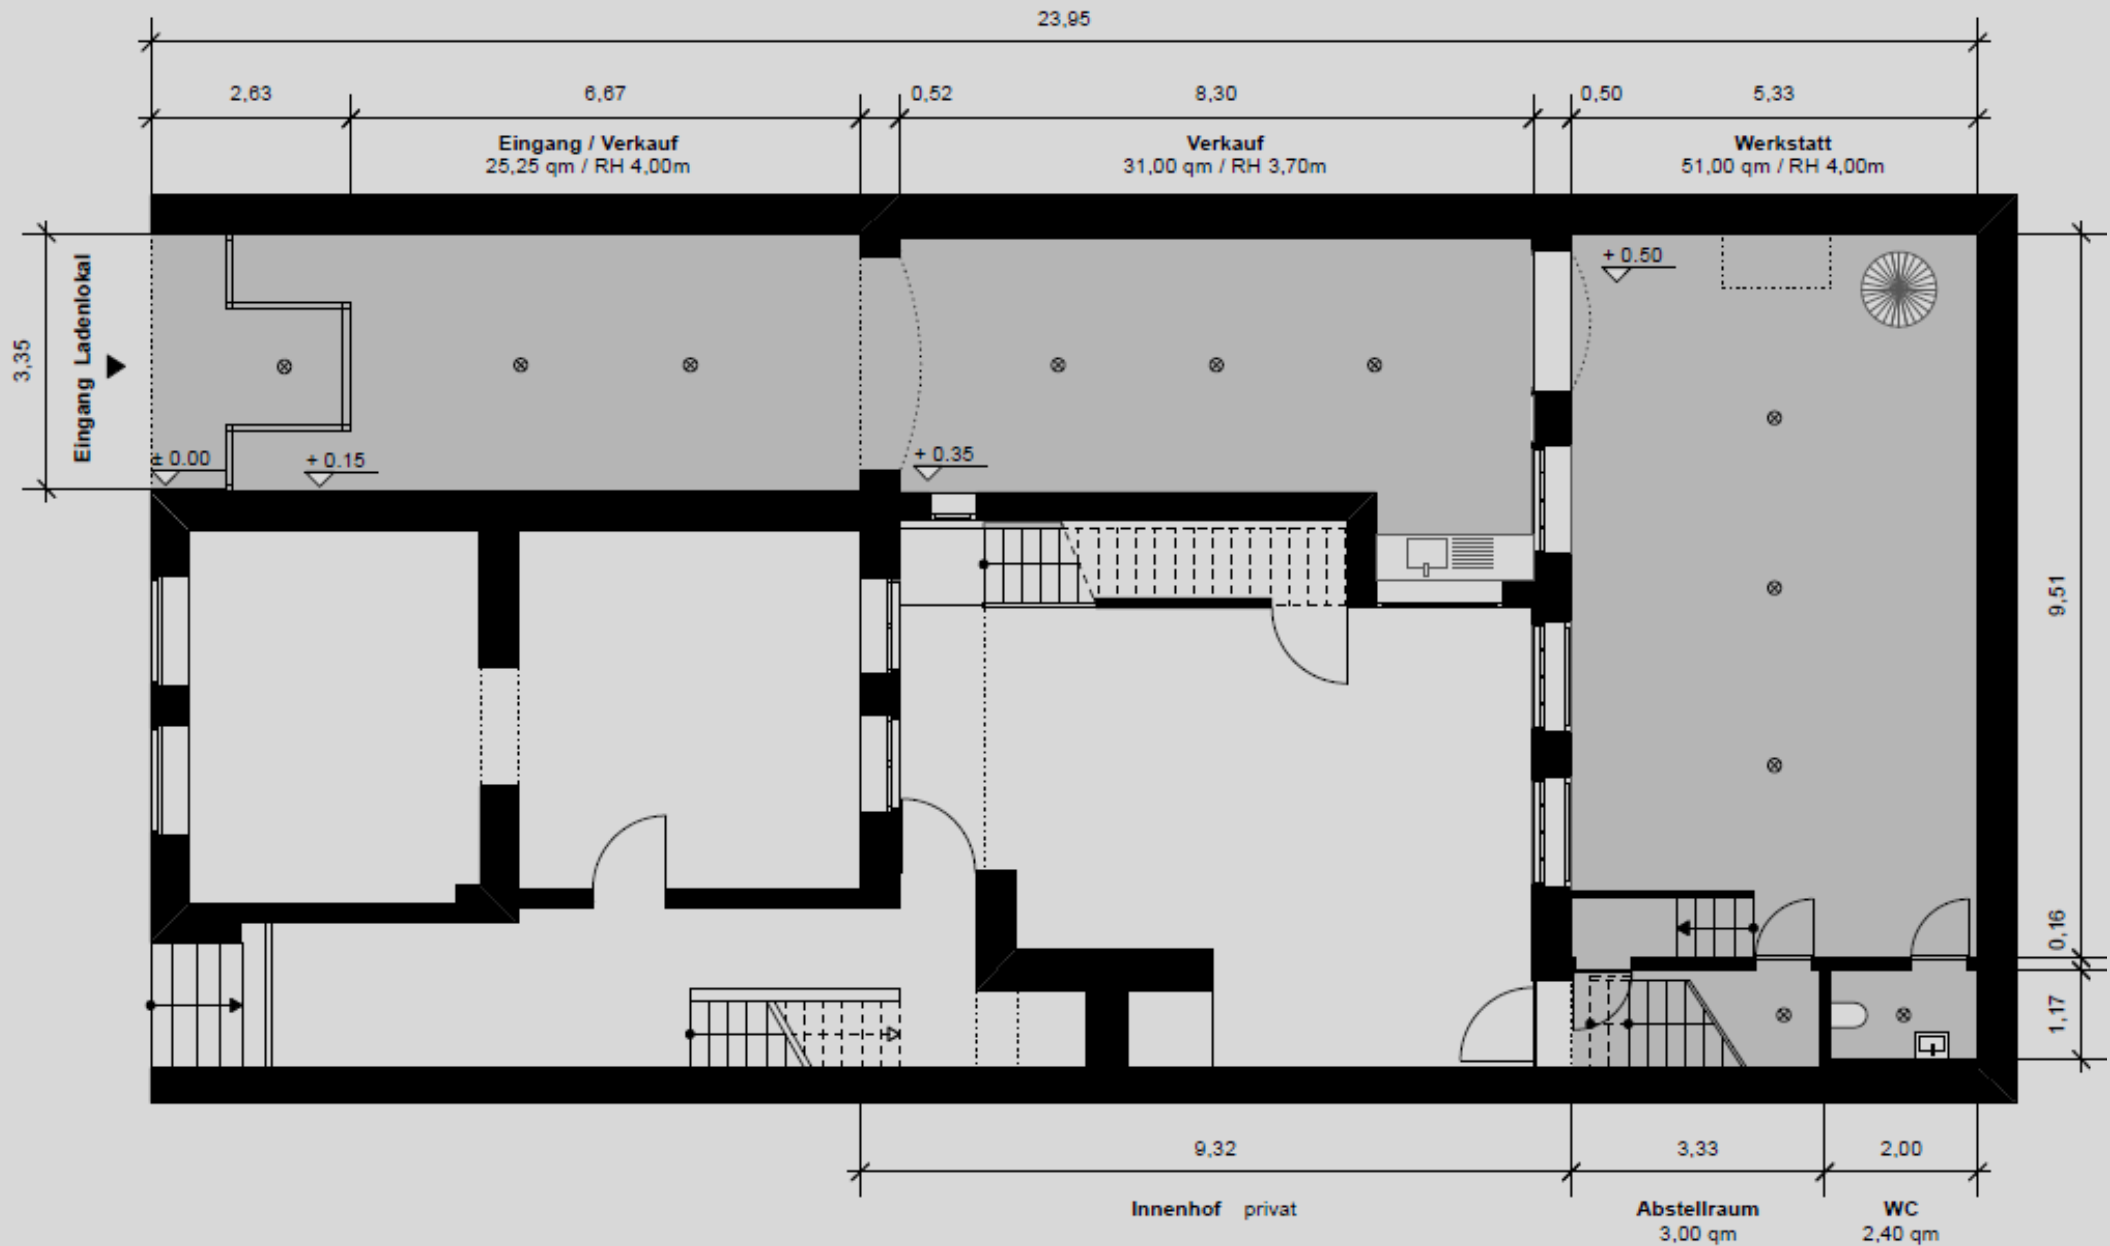 23,95
2,63
6,67
0,52
8,30
0,50
5,33
Eingang / Verkauf
25,25 qm / RH 4,00m
Verkauf
31,00 qm / RH 3,70m
Werkstatt
51,00 qm / RH 4,00m
3,35
Eingang Ladenlokal
± 0.00
+ 0.15
+ 0.35
+ 0.50
9,51
0,16
1,17
9,32
3,33
2,00
Innenhof privat
Abstellraum
3,00 qm
WC
2,40 qm